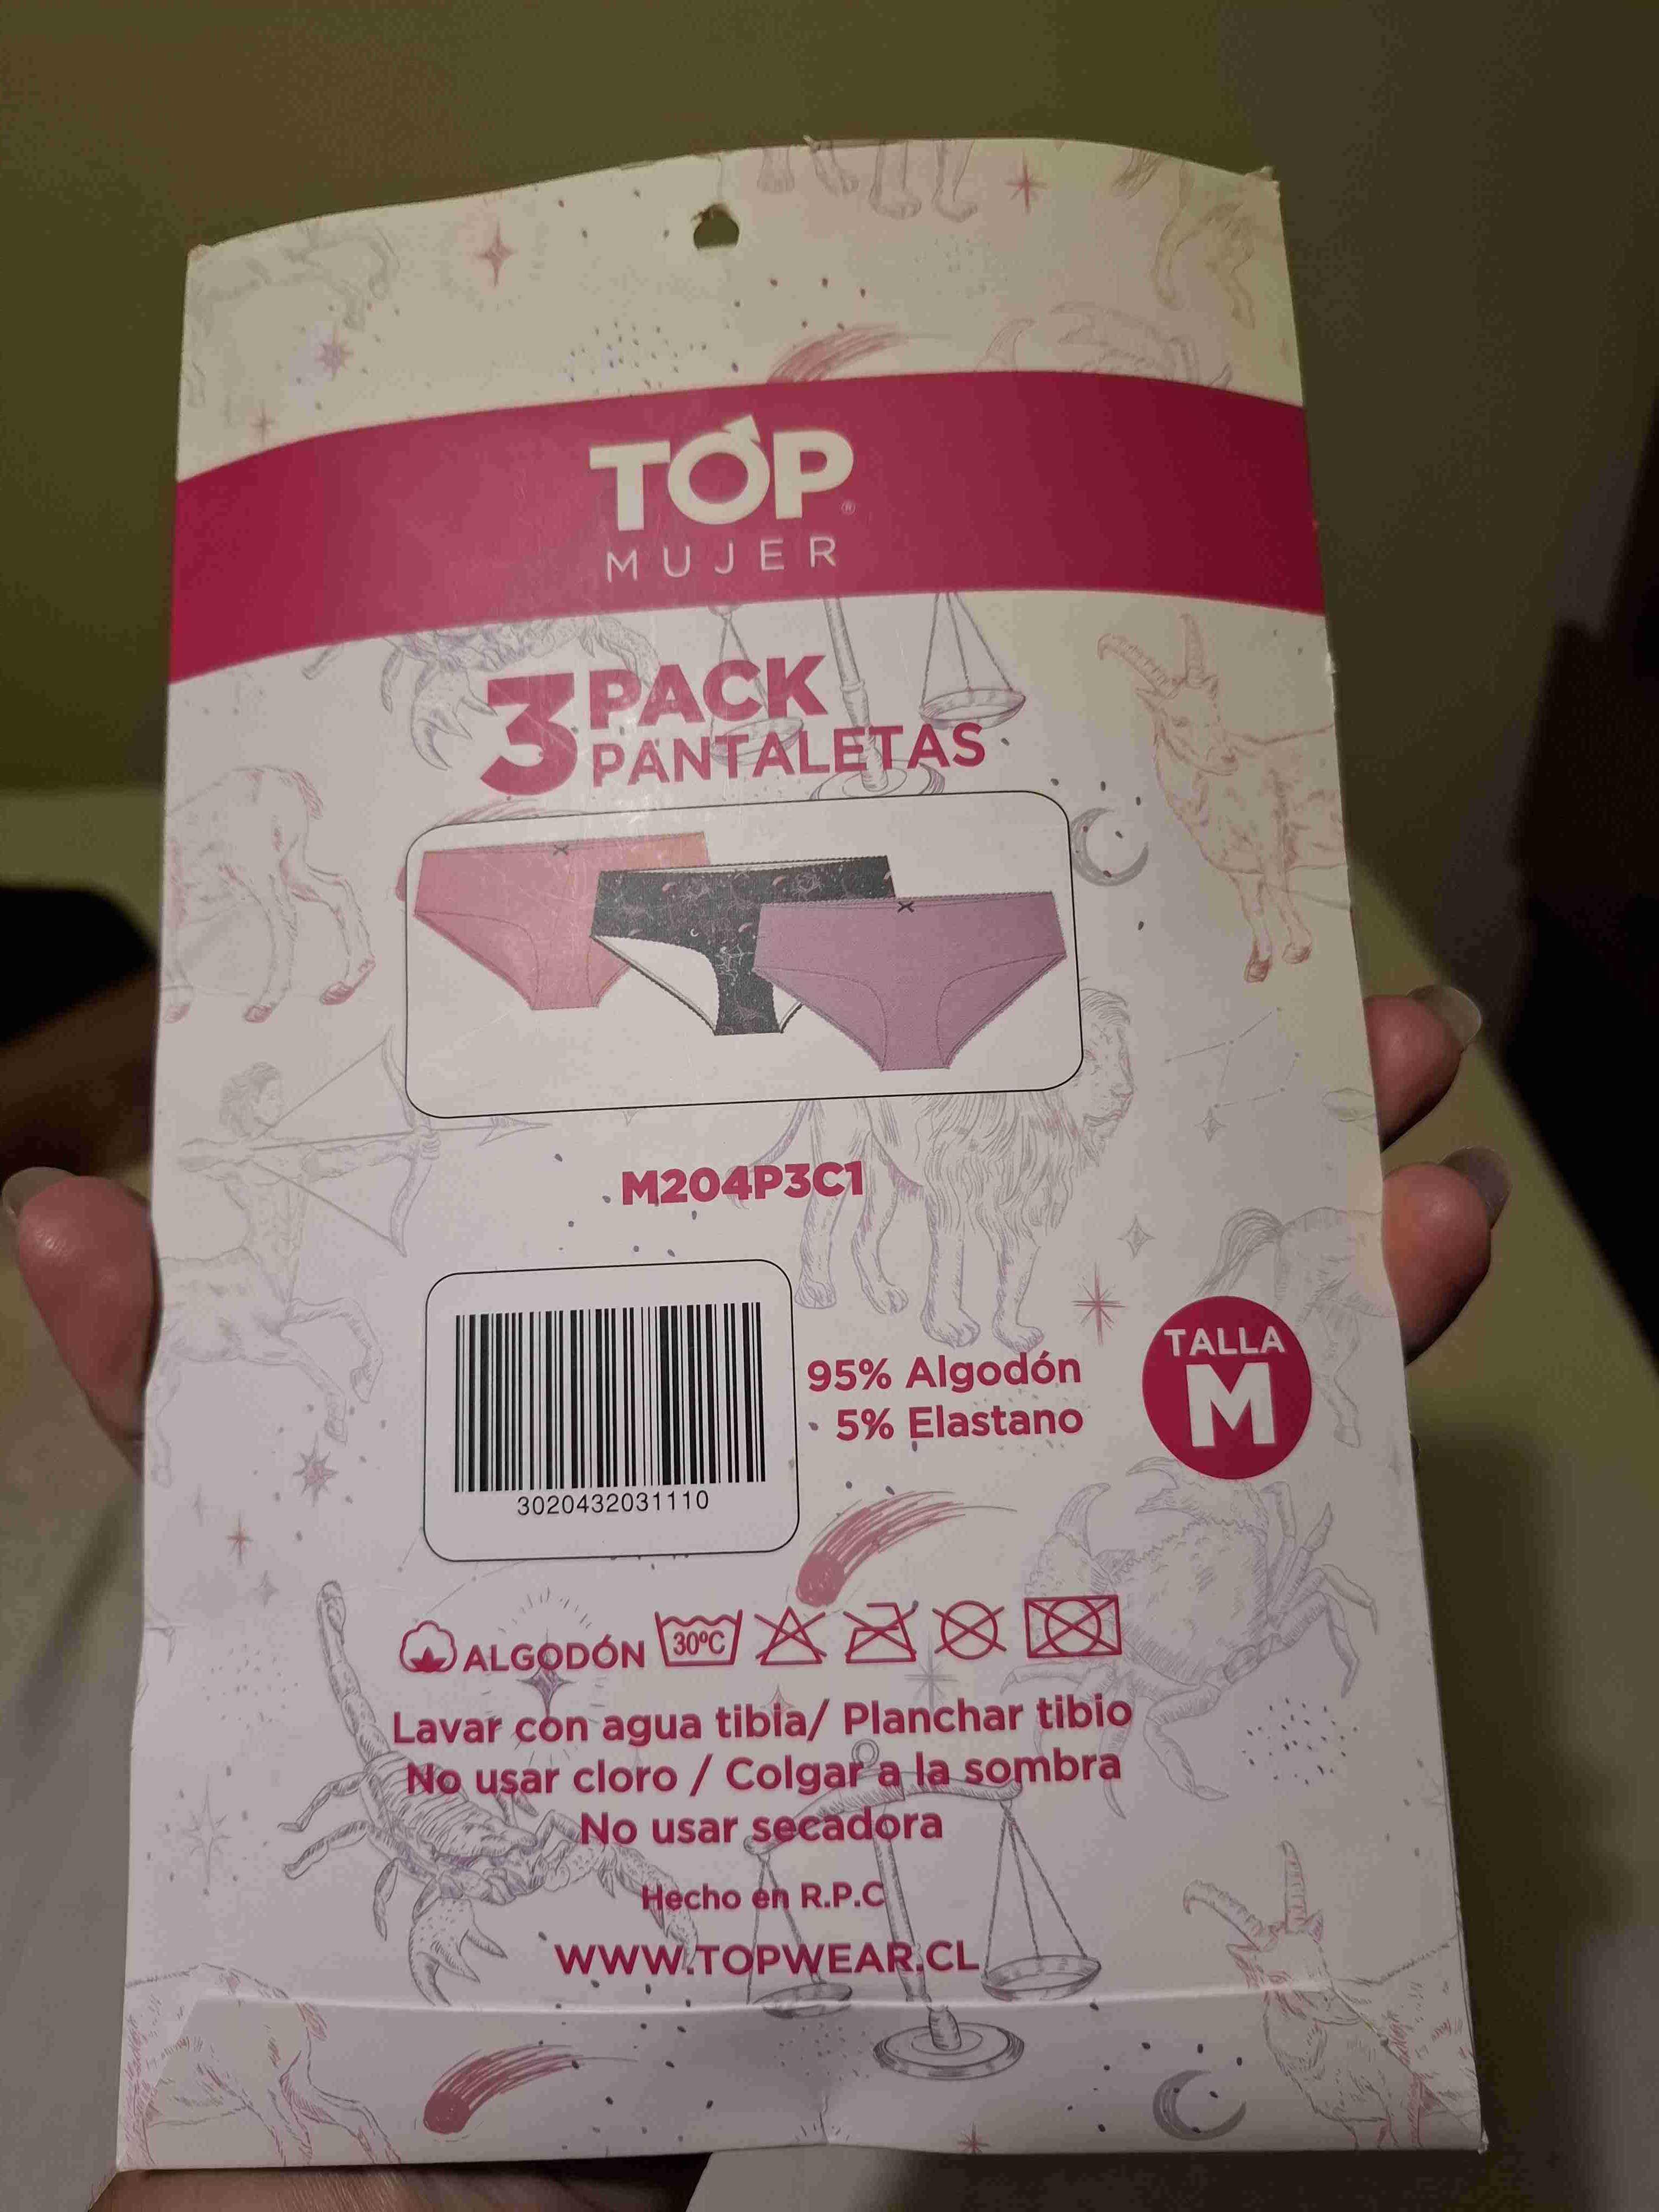 TOP®
MUJER
3 PACK
PANTALETAS
M204P3C1
3020432031110
95% Algodón
5% Elastano
TALLA
M
ALGODÓN 30ºC
Lavar con agua tibia/ Planchar tibio
No usar cloro / Colgar a la sombra
No usar secadora
Hecho en R.P.C
WWW.TOPWEAR.CL